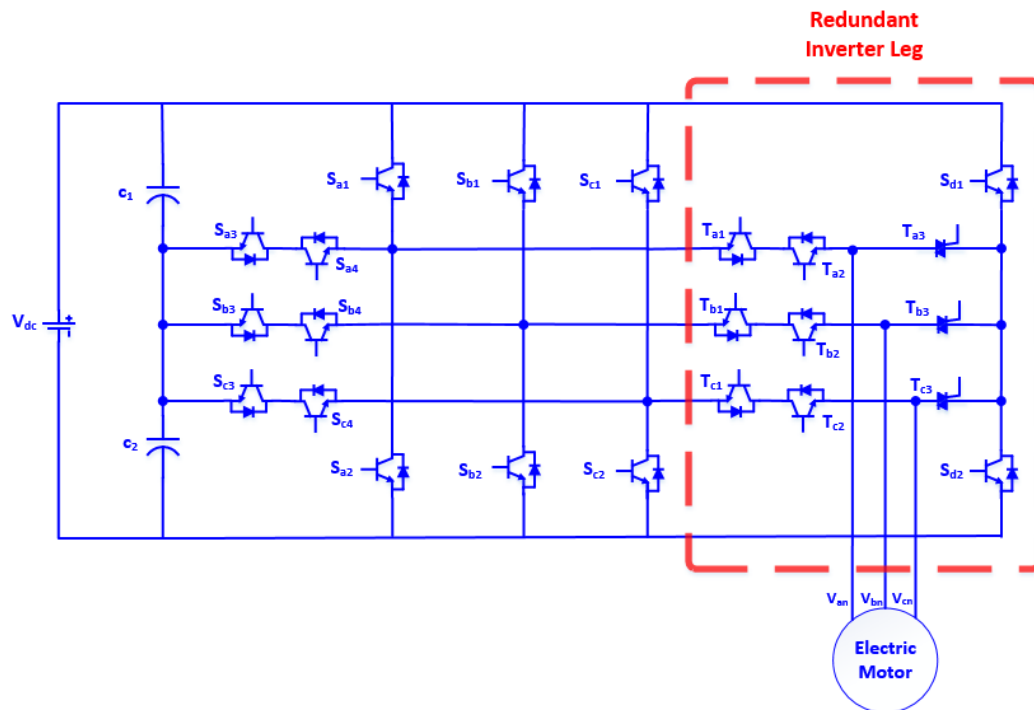 Redundant
Inverter Leg
Sa1
Sb1
Sc1
Sd1
c1
Sa3
Sa4
Ta1
Ta2
Ta3
Vdc
+
Sb3
Sb4
Tb1
Tb2
Tb3
Sc3
Sc4
Tc1
Tc2
Tc3
c2
Sa2
Sb2
Sc2
Sd2
Van
Vbn
Vcn
Electric
Motor